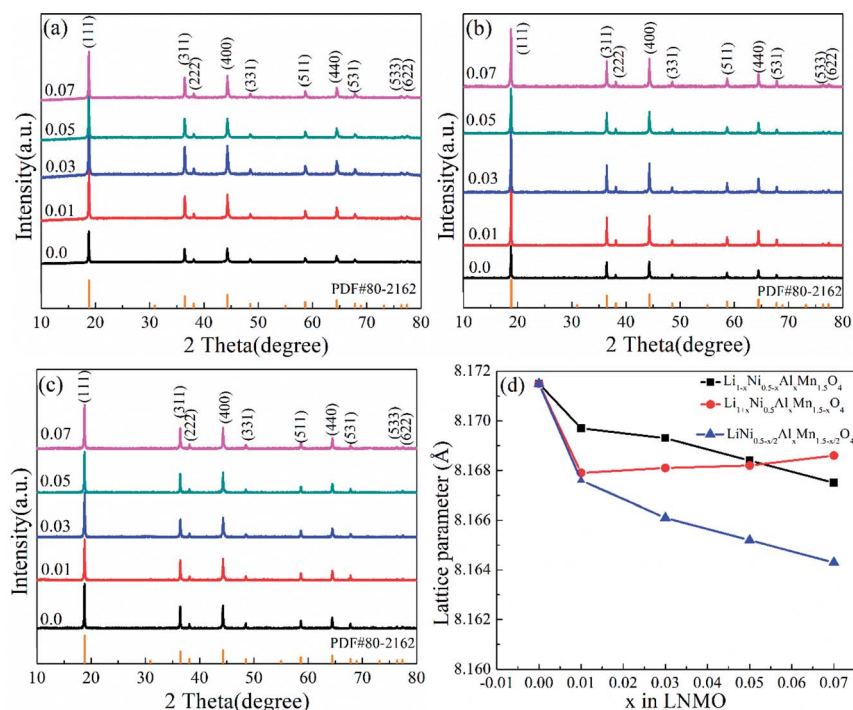 (a)
(111)
(311)
(222)
(400)
(331)
(511)
(440)
(531)
(533)
(622)
0.07
0.05
0.03
0.01
0.0
PDF#80-2162
Intensity(a.u.)
10 20 30 40 50 60 70 80
2 Theta(degree)
(b)
(111)
(311)
(222)
(400)
(331)
(511)
(440)
(531)
(533)
(622)
0.07
0.05
0.03
0.01
0.0
PDF#80-2162
Intensity(a.u.)
10 20 30 40 50 60 70 80
2 Theta(degree)
(c)
(111)
(311)
(222)
(400)
(331)
(511)
(440)
(531)
(533)
(622)
0.07
0.05
0.03
0.01
0.0
PDF#80-2162
Intensity(a.u.)
10 20 30 40 50 60 70 80
2 Theta(degree)
(d)
Li1-xNi0.5-xAlxMn1.5O4
Li1+xNi0.5AlxMn1.5-xO4
LiNi0.5-x/2AlxMn1.5-x/2O4
8.172
8.170
8.168
8.166
8.164
8.162
8.160
Lattice parameter (Å)
-0.01 0.00 0.01 0.02 0.03 0.04 0.05 0.06 0.07
x in LNMO